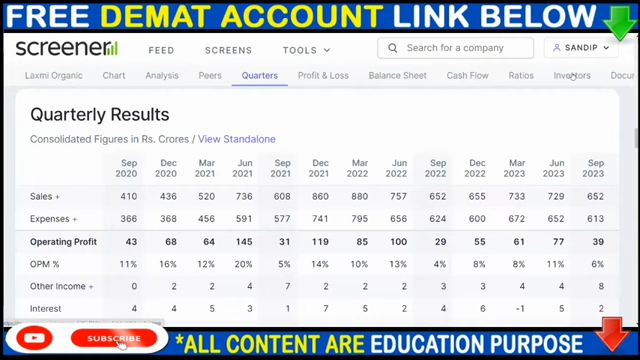 FREE DEMAT ACCOUNT LINK BELOW
screener FEED SCREENS TOOLS Search for a company SANDIP
Laxmi Organic Chart Analysis Peers Quarters Profit & Loss Balance Sheet Cash Flow Ratios Investors Docu
Quarterly Results
Consolidated Figures in Rs. Crores / View Standalone
Sep 2020 Dec 2020 Mar 2021 Jun 2021 Sep 2021 Dec 2021 Mar 2022 Jun 2022 Sep 2022 Dec 2022 Mar 2023 Jun 2023 Sep 2023
Sales + 410 436 520 736 608 860 880 757 652 655 733 729 652
Expenses + 366 368 456 591 577 741 795 656 624 600 672 652 613
Operating Profit 43 68 64 145 31 119 85 100 29 55 61 77 39
OPM % 11% 16% 12% 20% 5% 14% 10% 13% 4% 8% 8% 11% 6%
Other Income + 0 2 2 4 7 2 2 2 3 3 4 4 8
Interest 4 4 5 3 1 7 5 2 4 6 -1 5 2
SUBSCRIBE *ALL CONTENT ARE EDUCATION PURPOSE